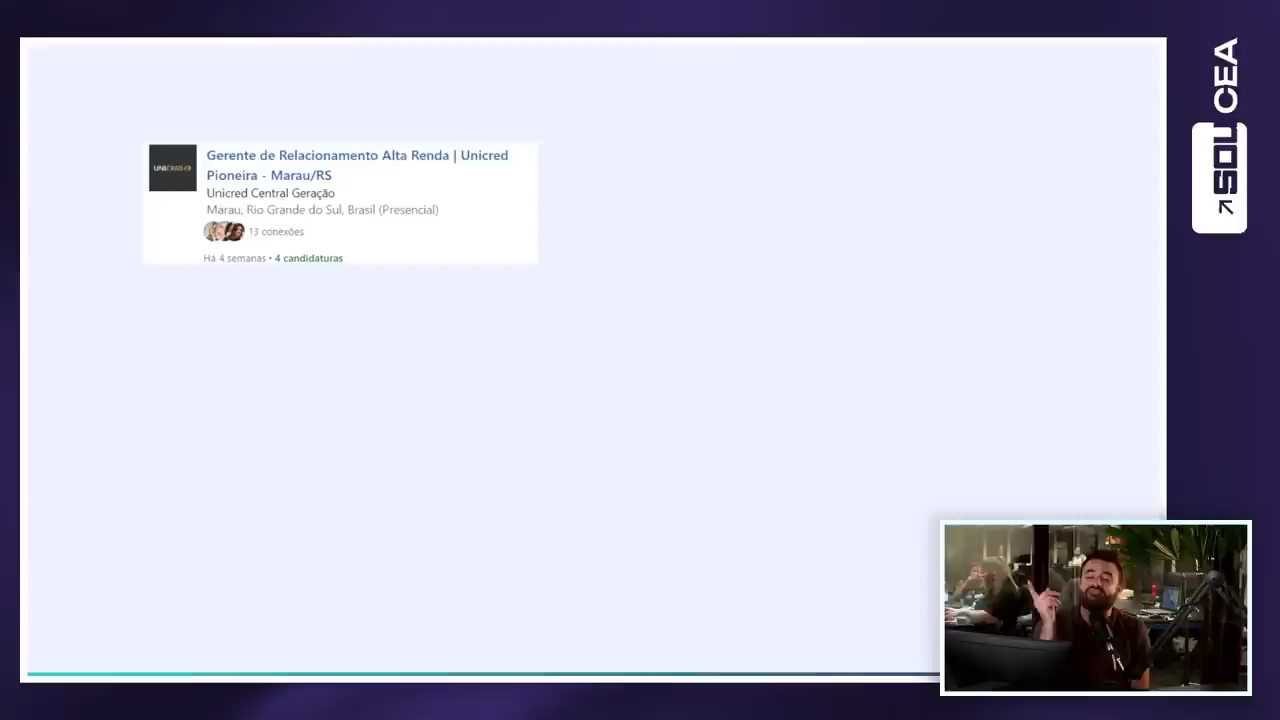 Gerente de Relacionamento Alta Renda | Unicred
Pioneira - Marau/RS
Unicred Central Geração
Marau, Rio Grande do Sul, Brasil (Presencial)
13 conexões
Há 4 semanas • 4 candidaturas
UNICRED
SOU CEA